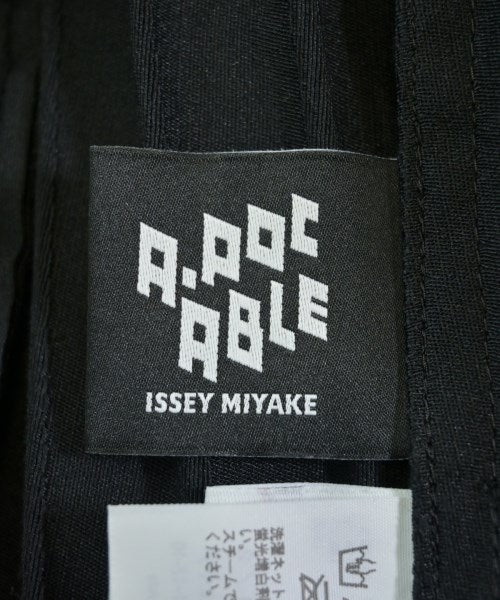 A-POC
ABLE
ISSEY MIYAKE
洗濯ネット
蛍光増白剤
い。
スチームで
ください。